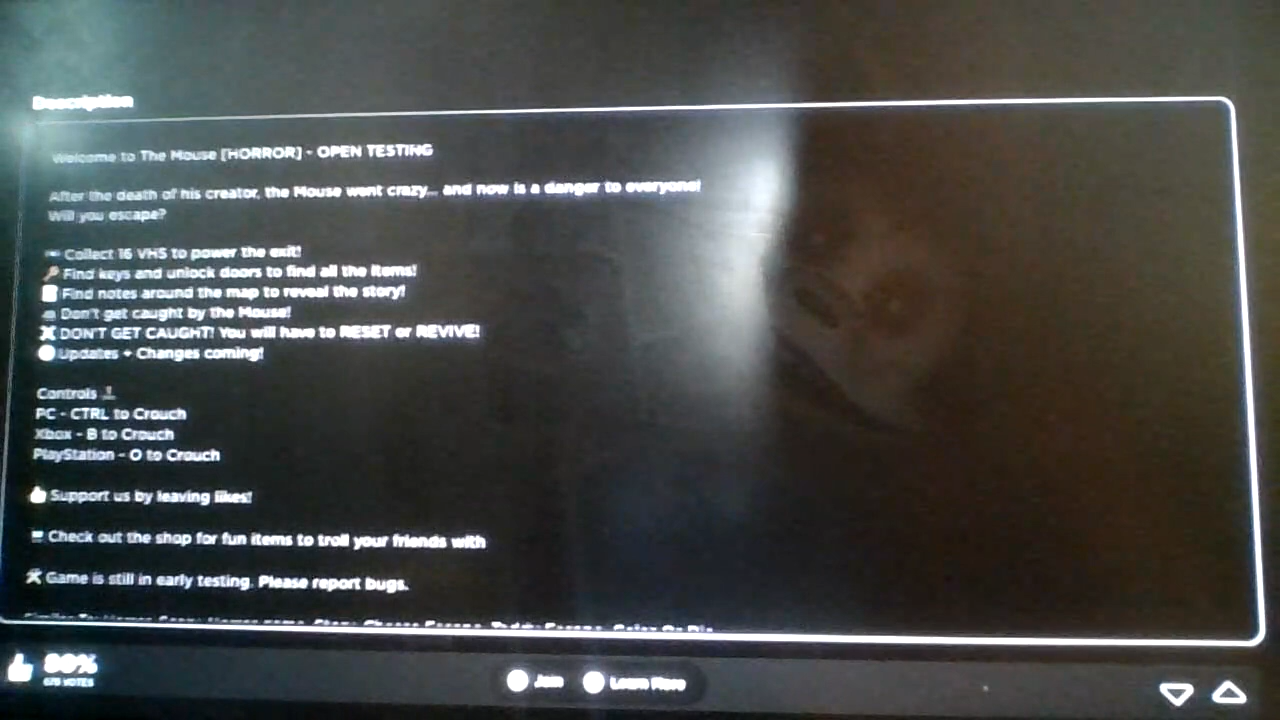 Description
Welcome to The Mouse [HORROR] - OPEN TESTING
After the death of his creator, the Mouse went crazy... and now is a danger to everyone!
Will you escape?
📼 Collect 16 VHS to power the exit!
🔑 Find keys and unlock doors to find all the items!
Find notes around the map to reveal the story!
Don't get caught by the Mouse!
DON'T GET CAUGHT! You will have to RESET or REVIVE!
Updates + Changes coming!
Controls
PC - CTRL to Crouch
Xbox - B to Crouch
PlayStation - O to Crouch
👍 Support us by leaving likes!
🛒 Check out the shop for fun items to troll your friends with
🛠 Game is still in early testing. Please report bugs.
VOTES
Join Learn More